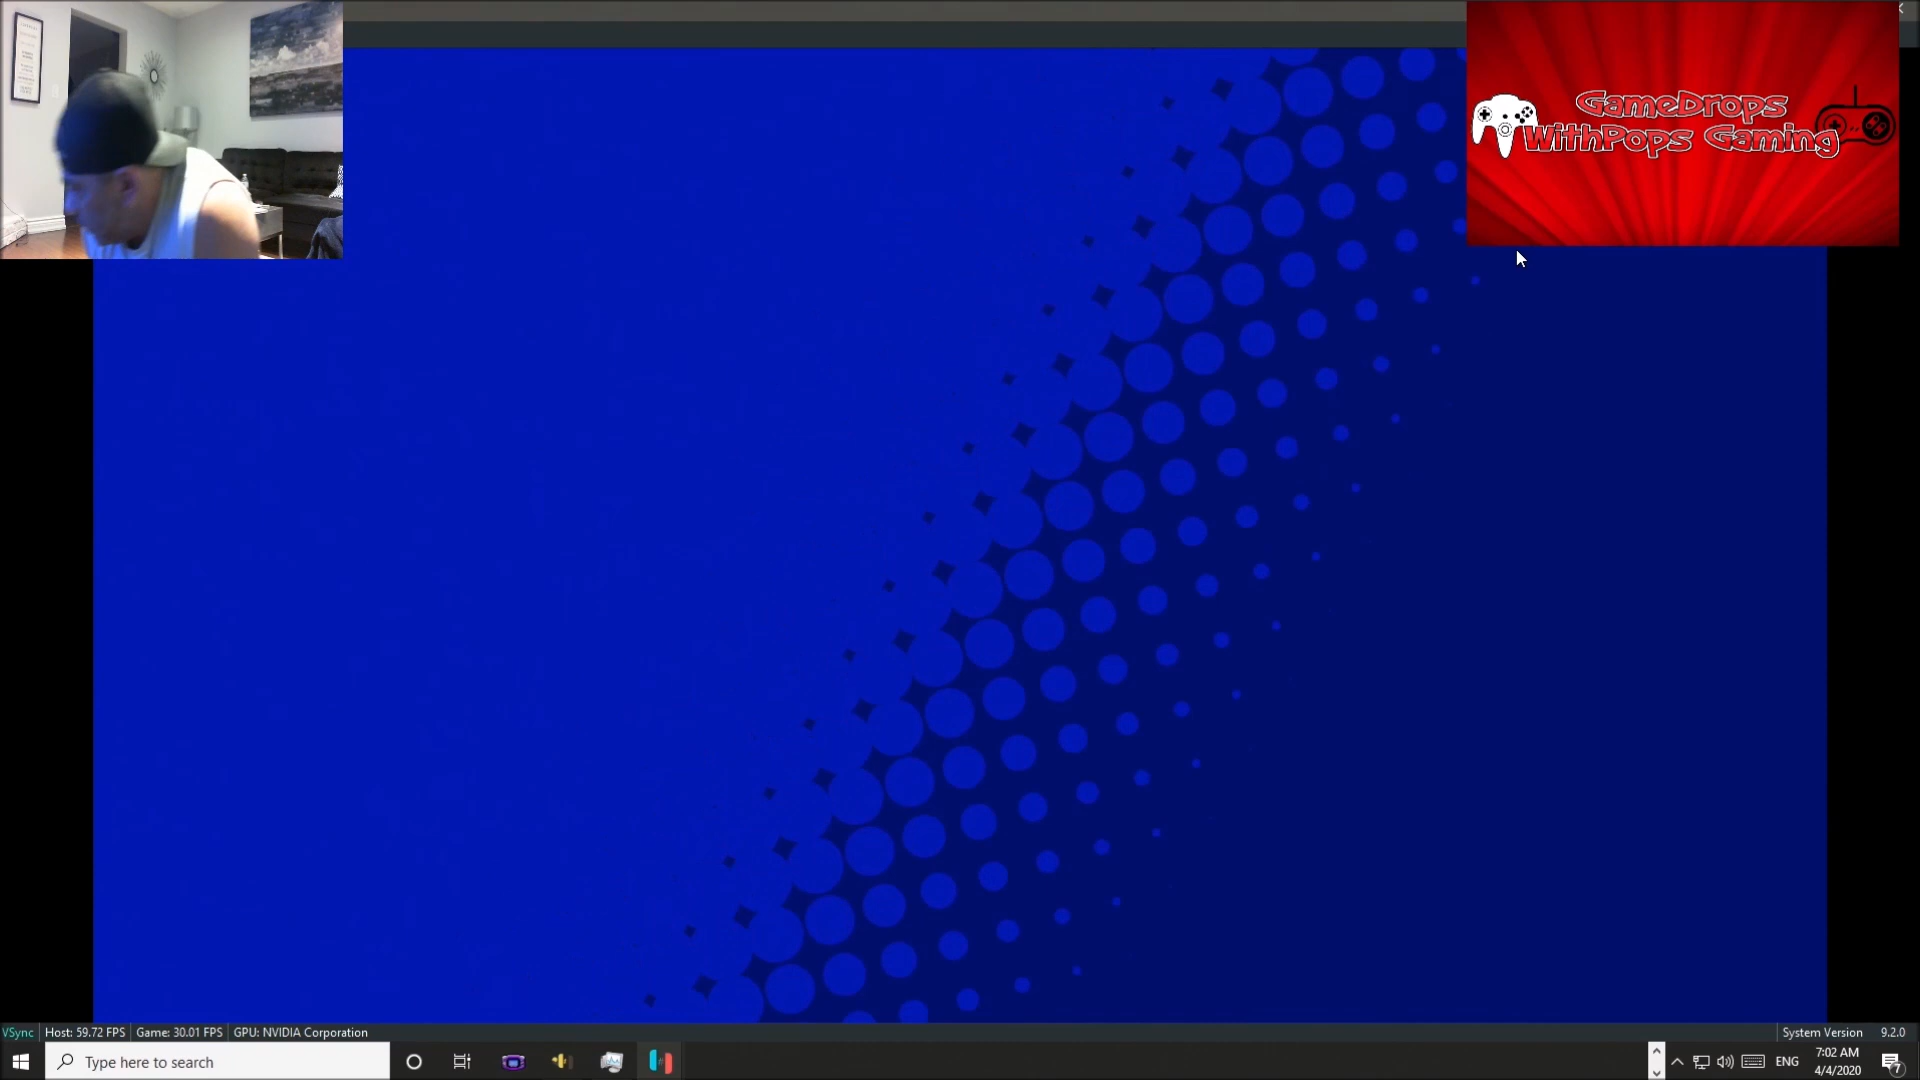 GameDrops
WithPops Gaming
VSync Host: 59.72 FPS Game: 30.01 FPS GPU: NVIDIA Corporation
System Version 9.2.0
Type here to search
ENG
7:02 AM
4/4/2020
7